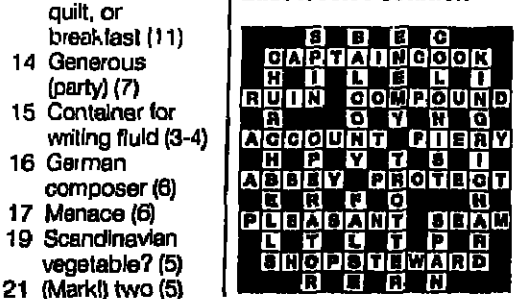 quilt, or
breakfast (11)
14 Generous
(party) (7)
15 Container for
writing fluid (3-4)
16 German
composer (6)
17 Menace (6)
19 Scandinavian
vegetable? (5)
21 (Mark!) two (5)
S B E C
CAPTAINCOOK
RUIN COMPOUND
ACCOUNT FIERY
ABBEY PROTECT
PLEASANT SEAM
SHOPSTEWARD